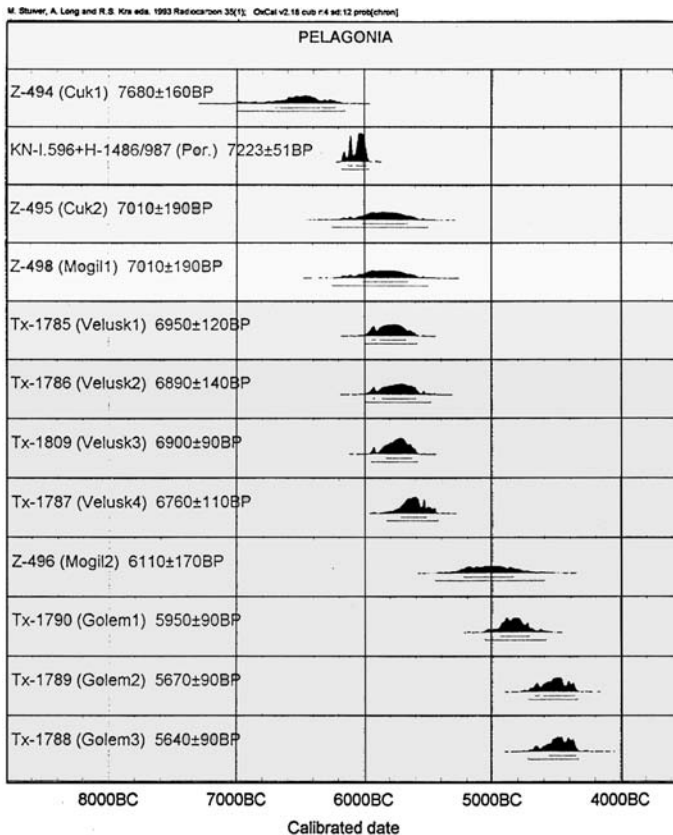 M. Stuiver, A. Long and R.S. Kra eds. 1993 Radiocarbon 35(1); OxCal v2.18 cub r:4 sd:12 prob[chron]
PELAGONIA
Z-494 (Cuk1) 7680±160BP
KN-I.596+H-1486/987 (Por.) 7223±51BP
Z-495 (Cuk2) 7010±190BP
Z-498 (Mogil1) 7010±190BP
Tx-1785 (Velusk1) 6950±120BP
Tx-1786 (Velusk2) 6890±140BP
Tx-1809 (Velusk3) 6900±90BP
Tx-1787 (Velusk4) 6760±110BP
Z-496 (Mogil2) 6110±170BP
Tx-1790 (Golem1) 5950±90BP
Tx-1789 (Golem2) 5670±90BP
Tx-1788 (Golem3) 5640±90BP
8000BC 7000BC 6000BC 5000BC 4000BC
Calibrated date